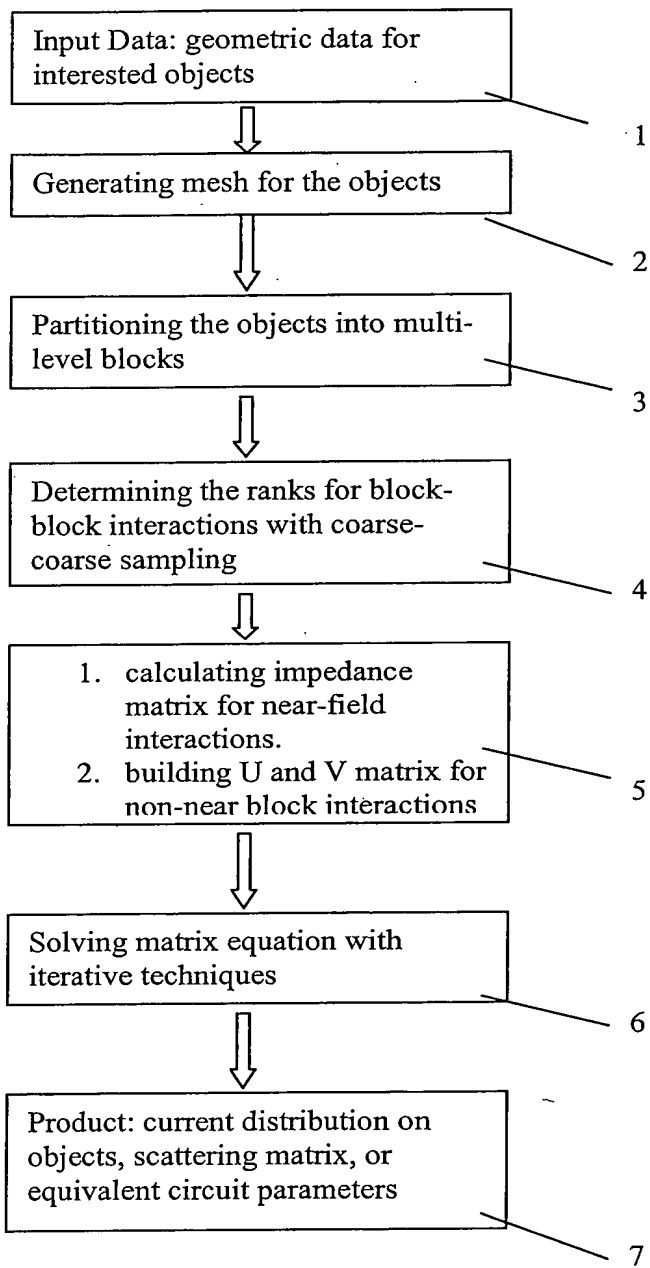 Input Data: geometric data for
interested objects
1
Generating mesh for the objects
2
Partitioning the objects into multi-
level blocks
3
Determining the ranks for block-
block interactions with coarse-
coarse sampling
4
1. calculating impedance
matrix for near-field
interactions.
2. building U and V matrix for
non-near block interactions
5
Solving matrix equation with
iterative techniques
6
Product: current distribution on
objects, scattering matrix, or
equivalent circuit parameters
7